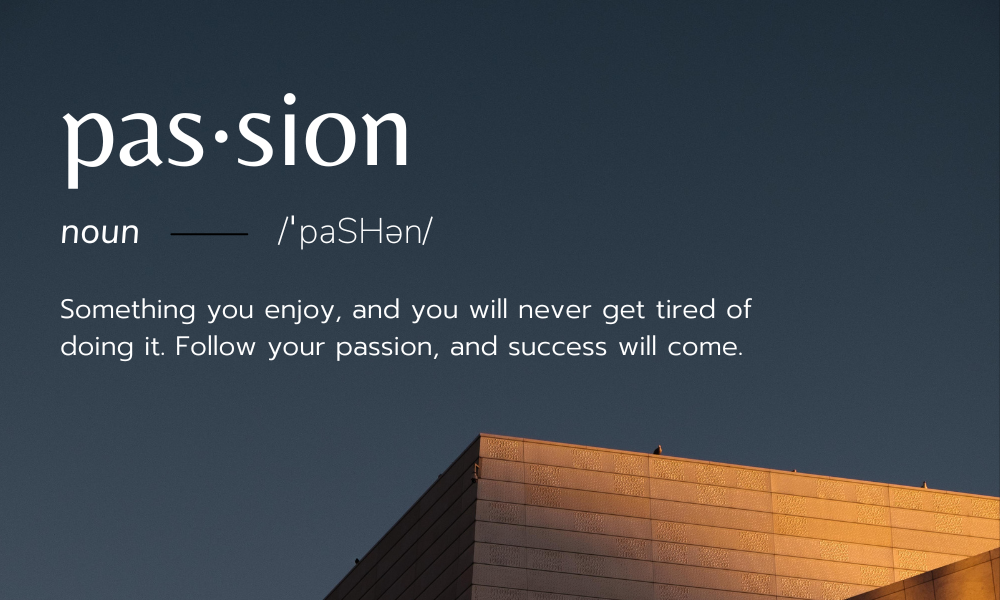 pas·sion
noun — /ˈpaSHən/
Something you enjoy, and you will never get tired of
doing it. Follow your passion, and success will come.